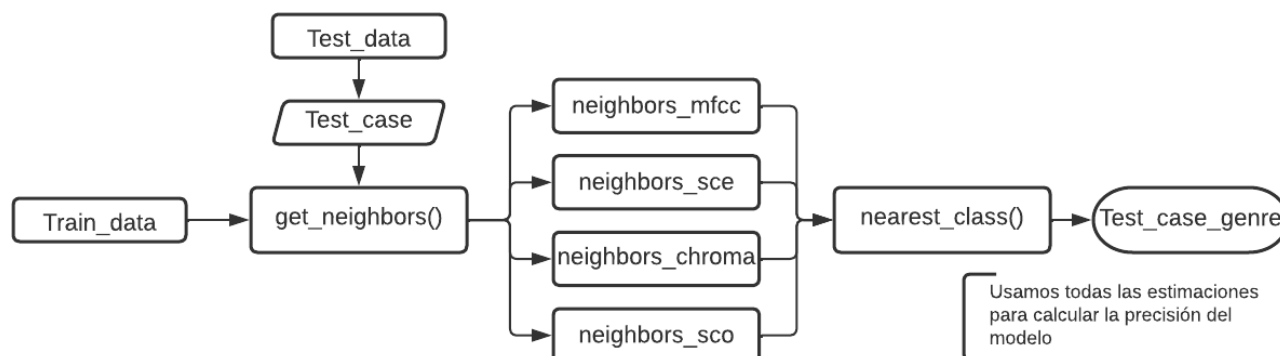 Test_data
Test_case
Train_data
get_neighbors()
neighbors_mfcc
neighbors_sce
neighbors_chroma
neighbors_sco
nearest_class()
Test_case_genre
Usamos todas las estimaciones
para calcular la precisión del
modelo